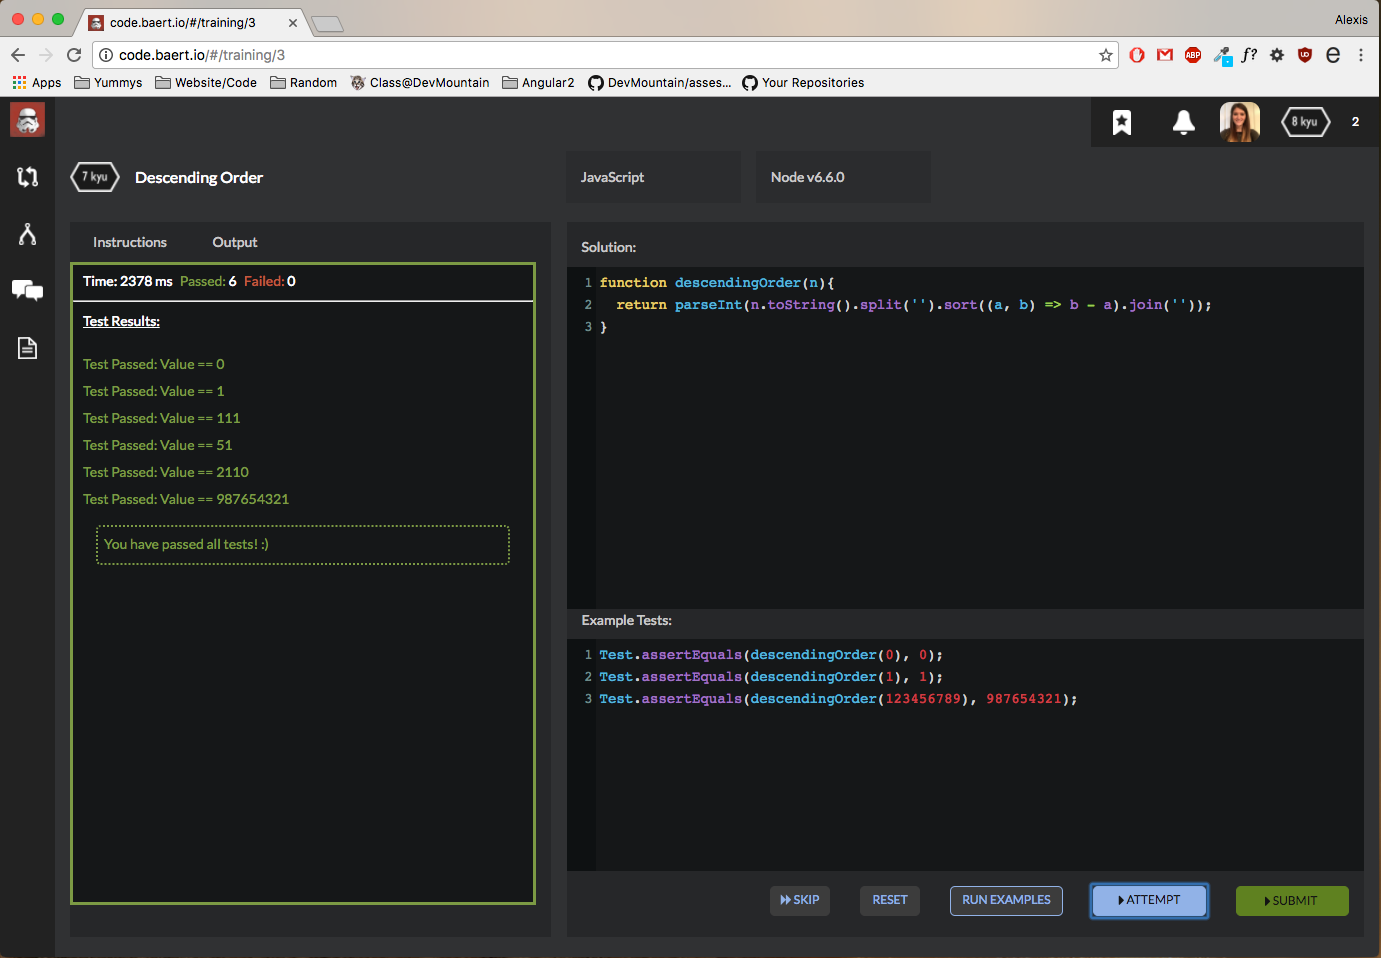 code.baert.io/#/training/3
Alexis
code.baert.io/#/training/3
ABP
f?
Apps Yummys Website/Code Random Class@DevMountain Angular2 DevMountain/asses... Your Repositories
8 kyu 2
7 kyu Descending Order JavaScript Node v6.6.0
Instructions Output
Time: 2378 ms Passed: 6 Failed: 0
Test Results:
Test Passed: Value == 0
Test Passed: Value == 1
Test Passed: Value == 111
Test Passed: Value == 51
Test Passed: Value == 2110
Test Passed: Value == 987654321
You have passed all tests! :)
Solution:
1 function descendingOrder(n){
2   return parseInt(n.toString().split('').sort((a, b) => b - a).join(''));
3 }
Example Tests:
1 Test.assertEquals(descendingOrder(0), 0);
2 Test.assertEquals(descendingOrder(1), 1);
3 Test.assertEquals(descendingOrder(123456789), 987654321);
SKIP RESET RUN EXAMPLES ATTEMPT SUBMIT